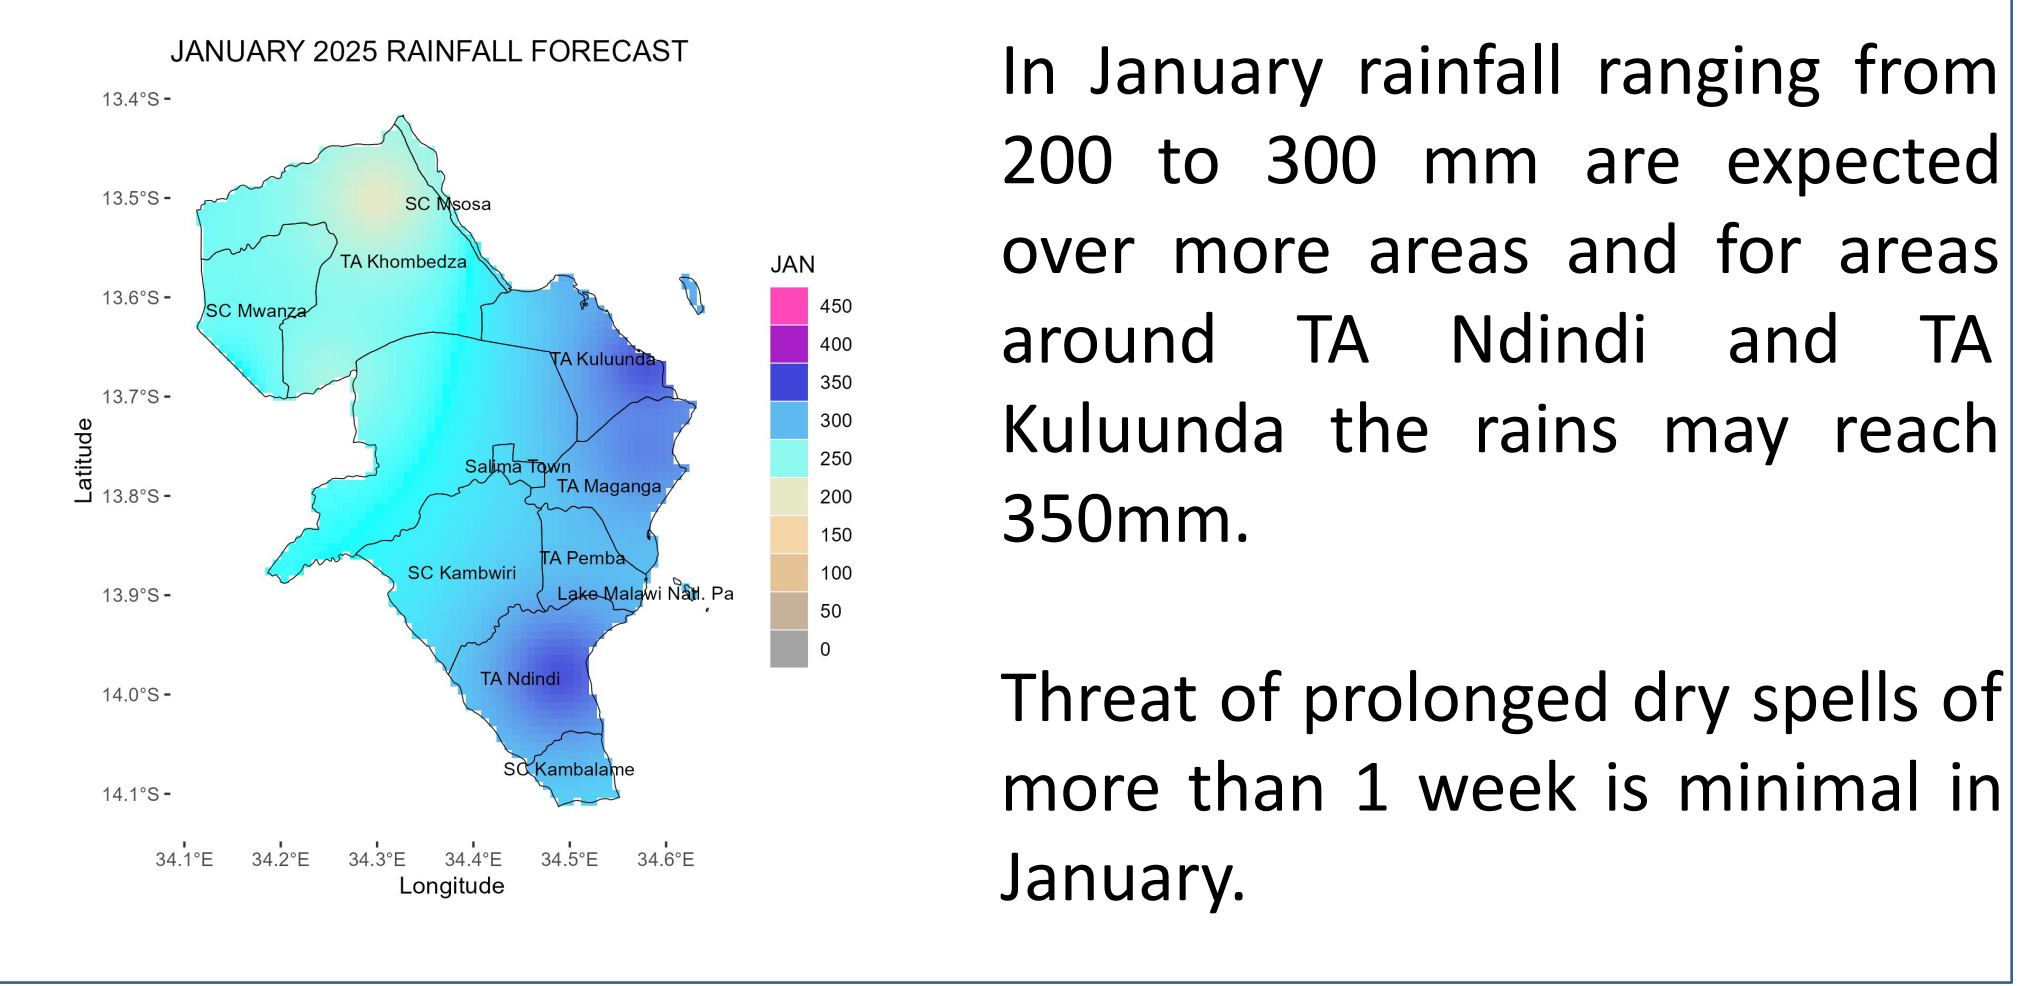 JANUARY 2025 RAINFALL FORECAST
13.4°S
13.5°S
13.6°S
13.7°S
13.8°S
13.9°S
14.0°S
14.1°S
Latitude
SC Msosa
TA Khombedza
SC Mwanza
TA Kuluunda
Salima Town
TA Maganga
TA Pemba
SC Kambwiri
Lake Malawi Natl. Pa
TA Ndindi
SC Kambalame
34.1°E 34.2°E 34.3°E 34.4°E 34.5°E 34.6°E
Longitude
JAN
450
400
350
300
250
200
150
100
50
0
In January rainfall ranging from
200 to 300 mm are expected
over more areas and for areas
around TA Ndindi and TA
Kuluunda the rains may reach
350mm.
Threat of prolonged dry spells of
more than 1 week is minimal in
January.